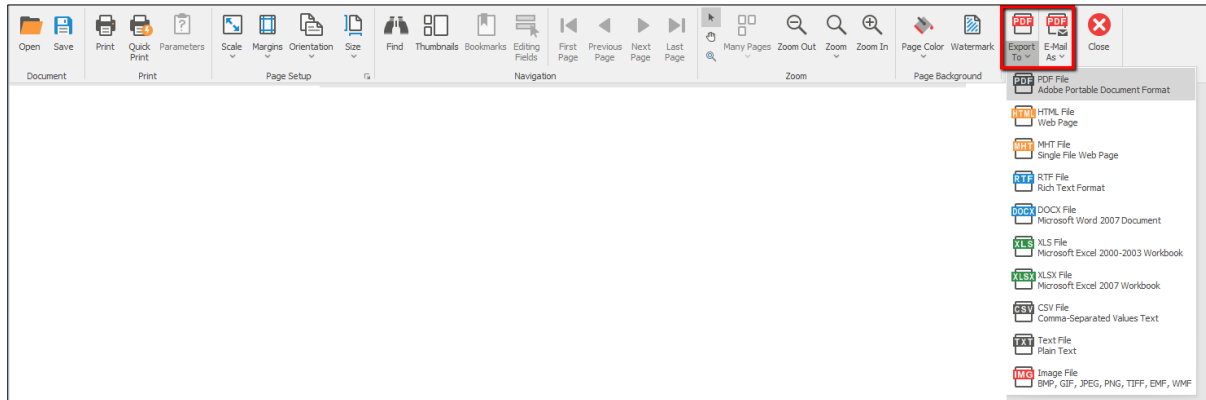 Open Save Print Quick Print Parameters Scale Margins Orientation Size Find Thumbnails Bookmarks Editing Fields First Page Previous Page Next Page Last Page Many Pages Zoom Out Zoom Zoom In Page Color Watermark Export To E-Mail As Close
Document Print Page Setup Navigation Zoom Page Background
PDF PDF
PDF PDF File
Adobe Portable Document Format
HTML HTML File
Web Page
MHT MHT File
Single File Web Page
RTF RTF File
Rich Text Format
DOCX DOCX File
Microsoft Word 2007 Document
XLS XLS File
Microsoft Excel 2000-2003 Workbook
XLSX XLSX File
Microsoft Excel 2007 Workbook
CSV CSV File
Comma-Separated Values Text
TXT Text File
Plain Text
IMG Image File
BMP, GIF, JPEG, PNG, TIFF, EMF, WMF